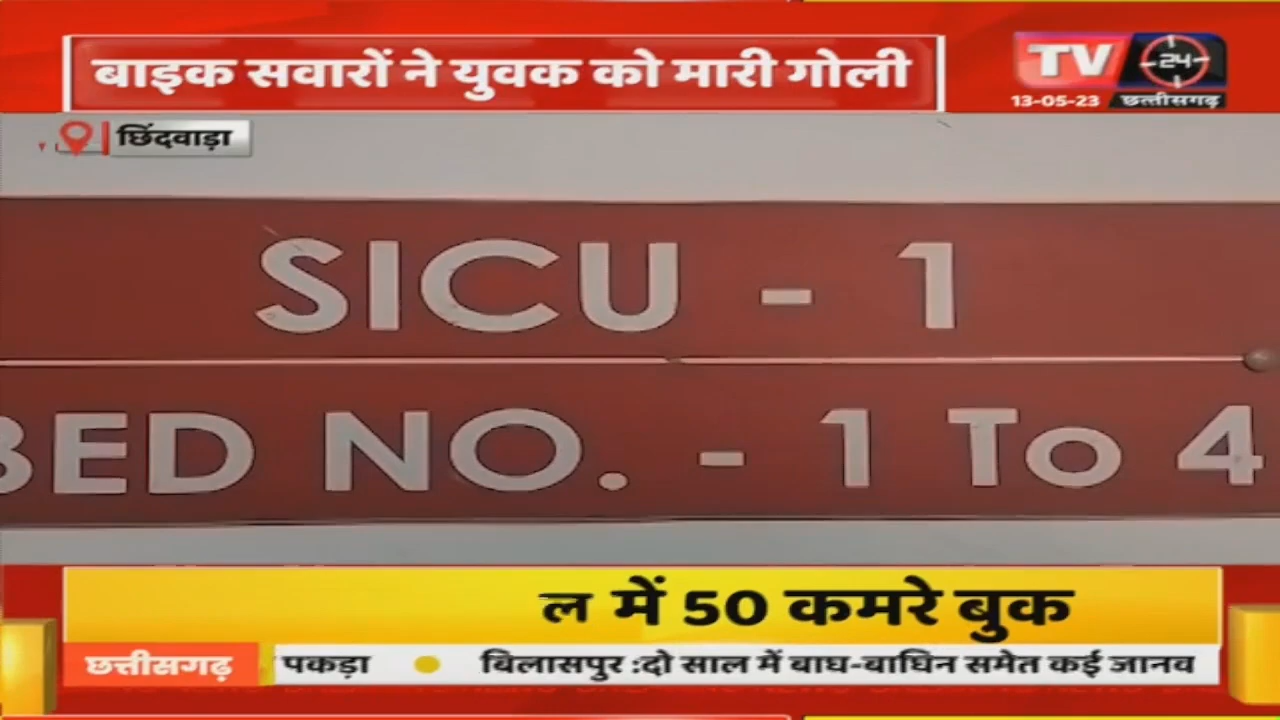 बाइक सवारों ने युवक को मारी गोली
TV 24
13-05-23 छत्तीसगढ़
छिंदवाड़ा
SICU - 1
BED NO. - 1 To 4
ल में 50 कमरे बुक
छत्तीसगढ़ पकड़ा
बिलासपुर :दो साल में बाघ-बाघिन समेत कई जानव